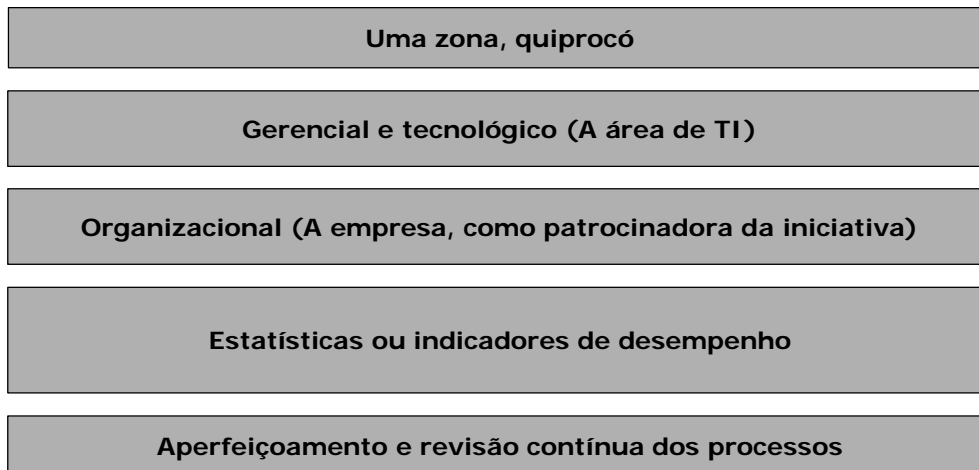 Uma zona, quiprocó
Gerencial e tecnológico (A área de TI)
Organizacional (A empresa, como patrocinadora da iniciativa)
Estatísticas ou indicadores de desempenho
Aperfeiçoamento e revisão contínua dos processos